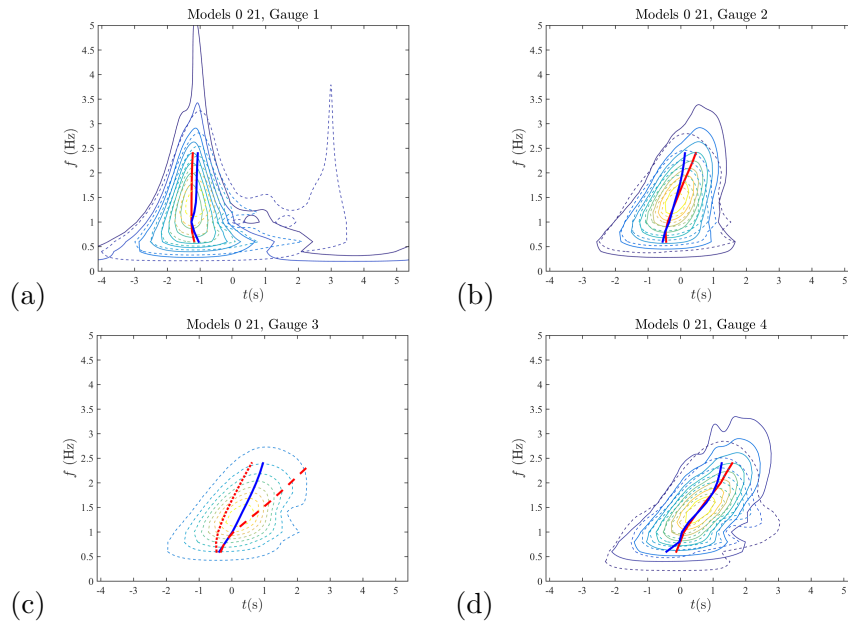 Models 0 21, Gauge 1
5
4.5
4
3.5
3
2.5
2
1.5
1
0.5
0
f (Hz)
-4 -3 -2 -1 0 1 2 3 4 5
t(s)
(a)
Models 0 21, Gauge 2
5
4.5
4
3.5
3
2.5
2
1.5
1
0.5
0
f (Hz)
-4 -3 -2 -1 0 1 2 3 4 5
t(s)
(b)
Models 0 21, Gauge 3
5
4.5
4
3.5
3
2.5
2
1.5
1
0.5
0
f (Hz)
-4 -3 -2 -1 0 1 2 3 4 5
t(s)
(c)
Models 0 21, Gauge 4
5
4.5
4
3.5
3
2.5
2
1.5
1
0.5
0
f (Hz)
-4 -3 -2 -1 0 1 2 3 4 5
t(s)
(d)